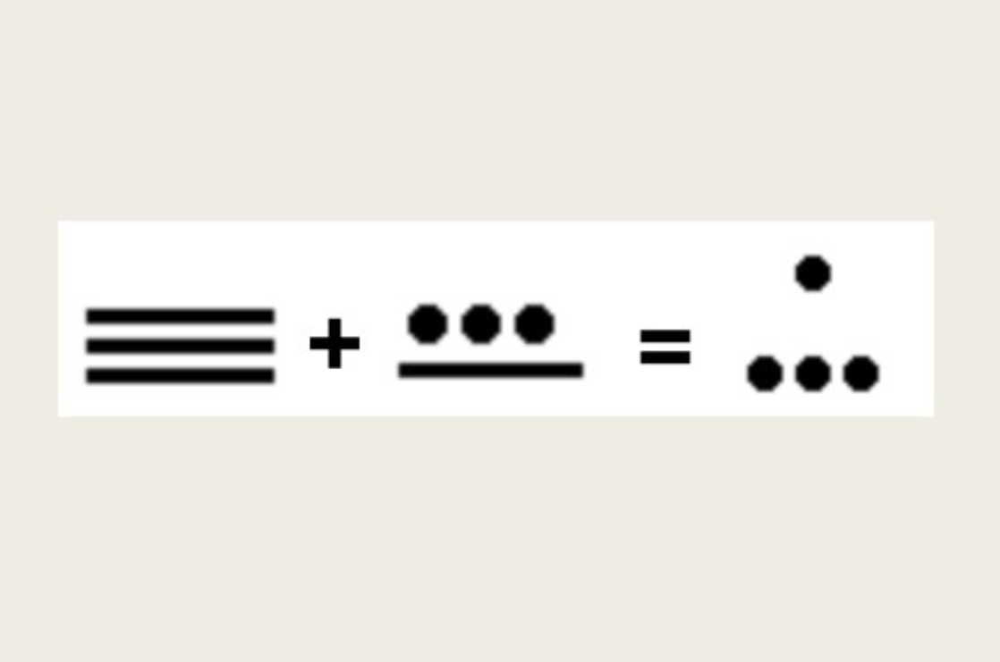 𝋯 + 𝋨 = 𝋡𝋣